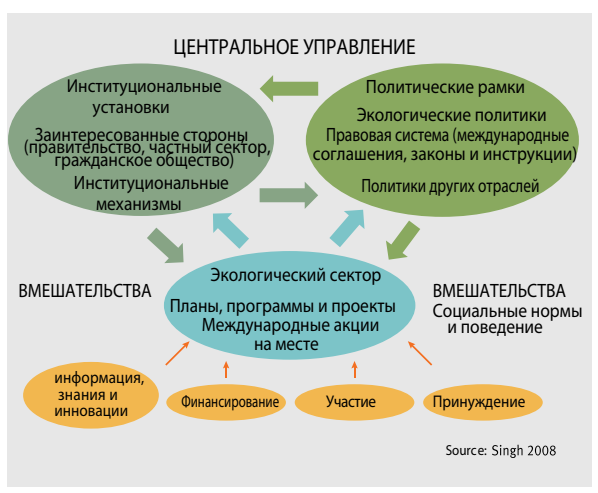 ЦЕНТРАЛЬНОЕ УПРАВЛЕНИЕ
Институциональные
установки
Заинтересованные стороны
(правительство, частный сектор,
гражданское общество)
Институциональные
механизмы
Политические рамки
Экологические политики
Правовая система (международные
соглашения, законы и инструкции)
Политики других отраслей
ВМЕШАТЕЛЬСТВА
Экологический сектор
Планы, программы и проекты
Международные акции
на месте
ВМЕШАТЕЛЬСТВА
Социальные нормы
и поведение
информация,
знания и
инновации
Финансирование
Участие
Принуждение
Source: Singh 2008